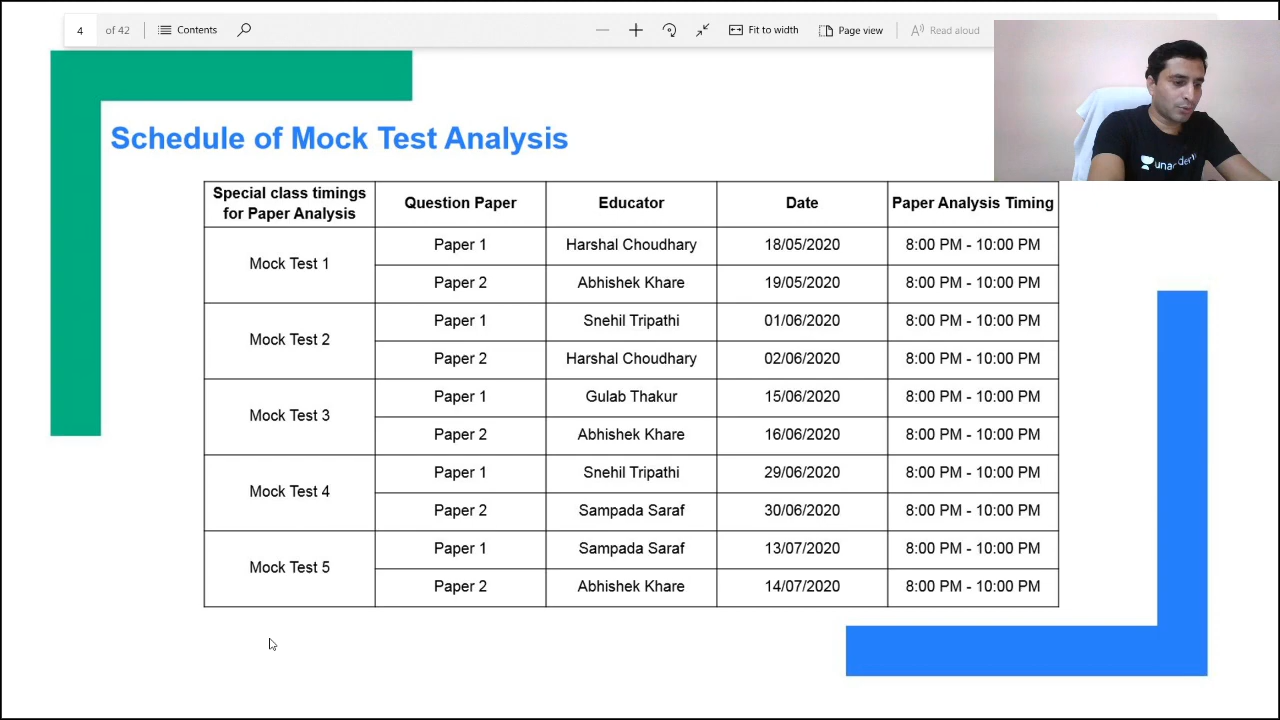 4 of 42 Contents Fit to width Page view Read aloud
Schedule of Mock Test Analysis
Special class timings for Paper Analysis Question Paper Educator Date Paper Analysis Timing
Mock Test 1 Paper 1 Harshal Choudhary 18/05/2020 8:00 PM - 10:00 PM
Paper 2 Abhishek Khare 19/05/2020 8:00 PM - 10:00 PM
Mock Test 2 Paper 1 Snehil Tripathi 01/06/2020 8:00 PM - 10:00 PM
Paper 2 Harshal Choudhary 02/06/2020 8:00 PM - 10:00 PM
Mock Test 3 Paper 1 Gulab Thakur 15/06/2020 8:00 PM - 10:00 PM
Paper 2 Abhishek Khare 16/06/2020 8:00 PM - 10:00 PM
Mock Test 4 Paper 1 Snehil Tripathi 29/06/2020 8:00 PM - 10:00 PM
Paper 2 Sampada Saraf 30/06/2020 8:00 PM - 10:00 PM
Mock Test 5 Paper 1 Sampada Saraf 13/07/2020 8:00 PM - 10:00 PM
Paper 2 Abhishek Khare 14/07/2020 8:00 PM - 10:00 PM